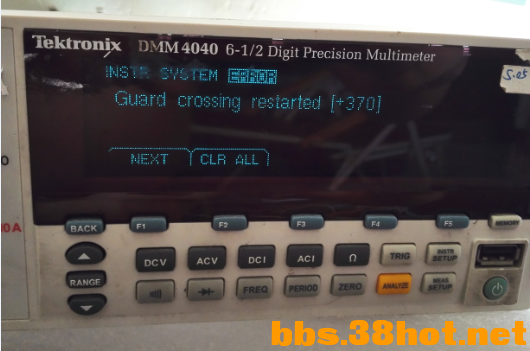 Tektronix DMM 4040 6-1/2 Digit Precision Multimeter
INSTR SYSTEM ERROR
Guard crossing restarted [+370]
NEXT CLR ALL
BACK F1 F2 F3 F4 F5 MEMORY
RANGE
DCV ACV DCI ACI Ω TRIG INSTR SETUP
FREQ PERIOD ZERO ANALYZE MEAS SETUP
bbs.38hot.net